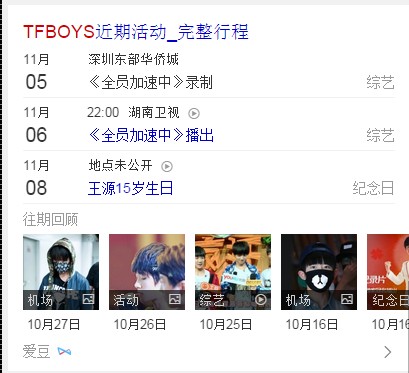 TFBOYS近期活动_完整行程
11月 深圳东部华侨城
05 《全员加速中》录制 综艺
11月 22:00 湖南卫视
06 《全员加速中》播出 综艺
11月 地点未公开
08 王源15岁生日 纪念日
往期回顾
机场 活动 综艺 机场 纪念日
10月27日 10月26日 10月25日 10月16日 10月16
爱豆